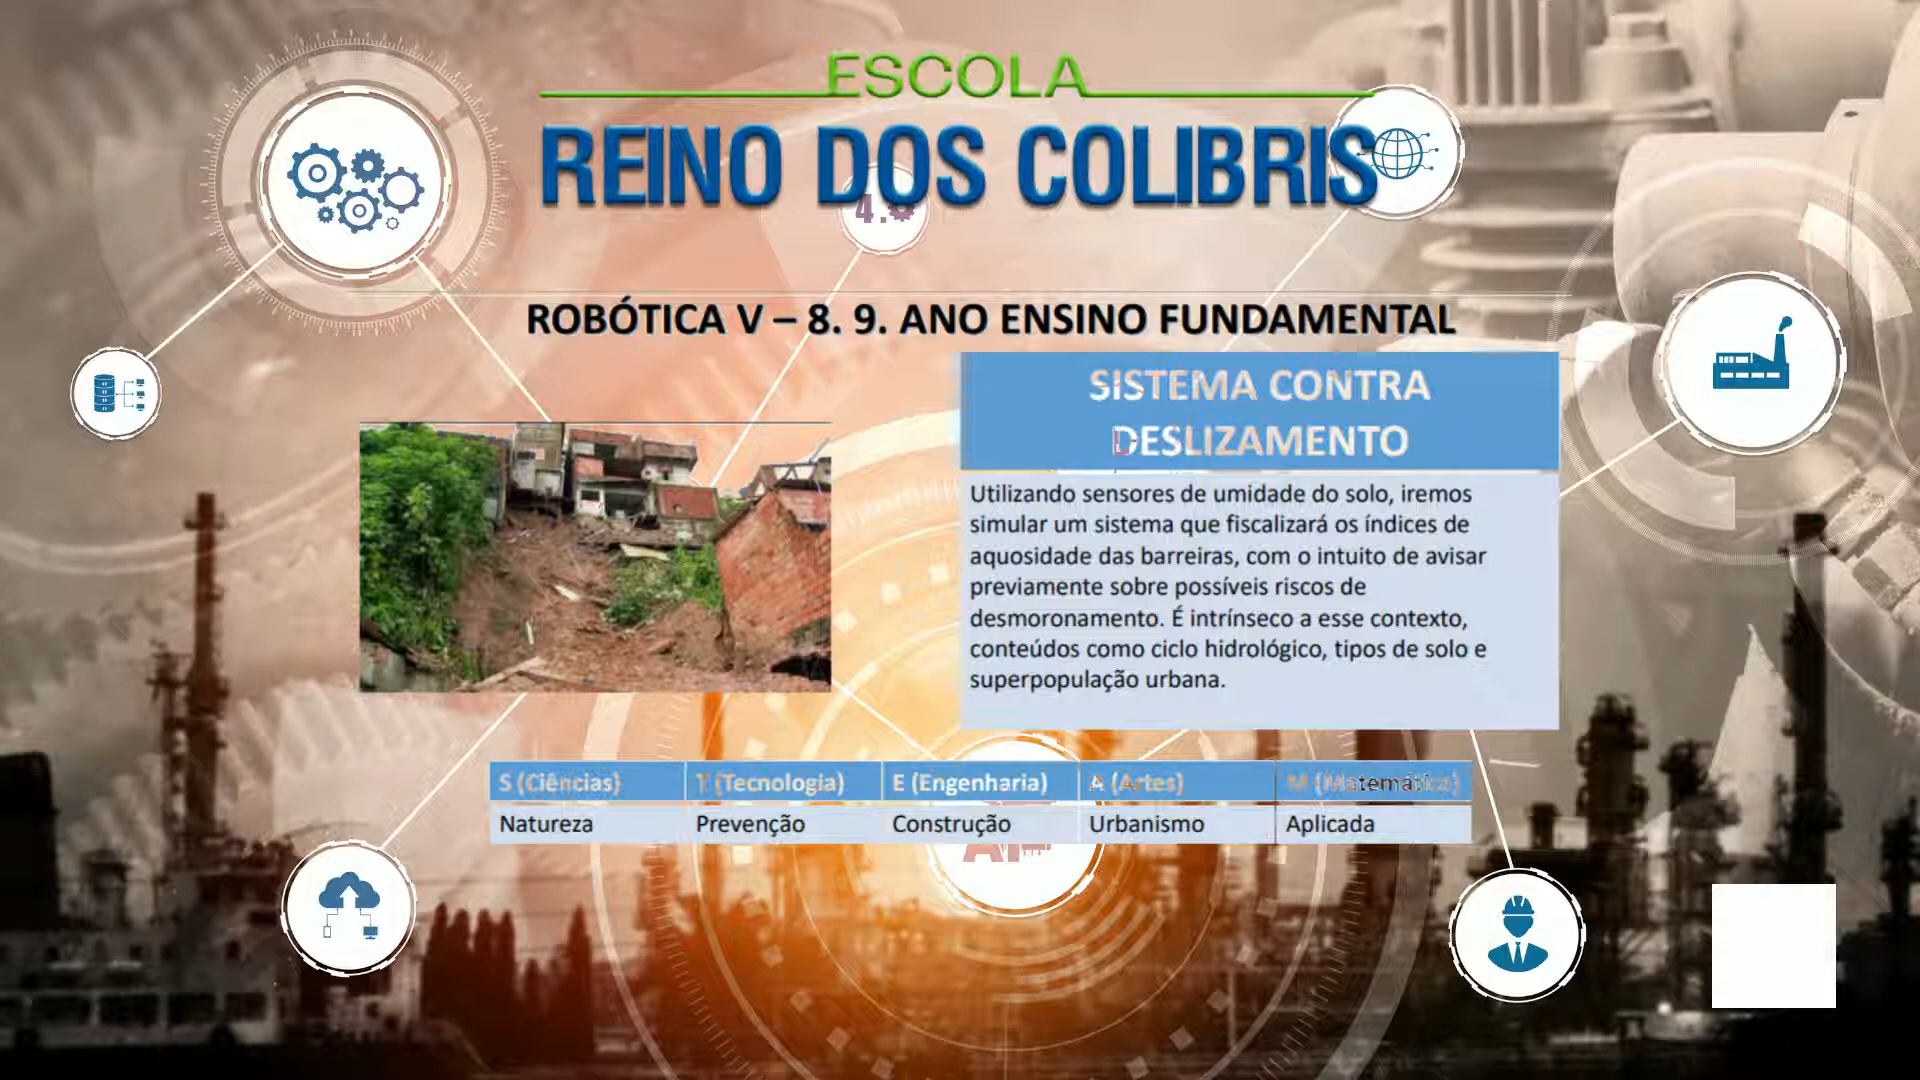 ESCOLA
REINO DOS COLIBRIS
4.
ROBÓTICA V – 8. 9. ANO ENSINO FUNDAMENTAL
SISTEMA CONTRA
DESLIZAMENTO
Utilizando sensores de umidade do solo, iremos
simular um sistema que fiscalizará os índices de
aquosidade das barreiras, com o intuito de avisar
previamente sobre possíveis riscos de
desmoronamento. É intrínseco a esse contexto,
conteúdos como ciclo hidrológico, tipos de solo e
superpopulação urbana.
S (Ciências) T (Tecnologia) E (Engenharia) A (Artes) M (Matemática)
Natureza Prevenção Construção Urbanismo Aplicada